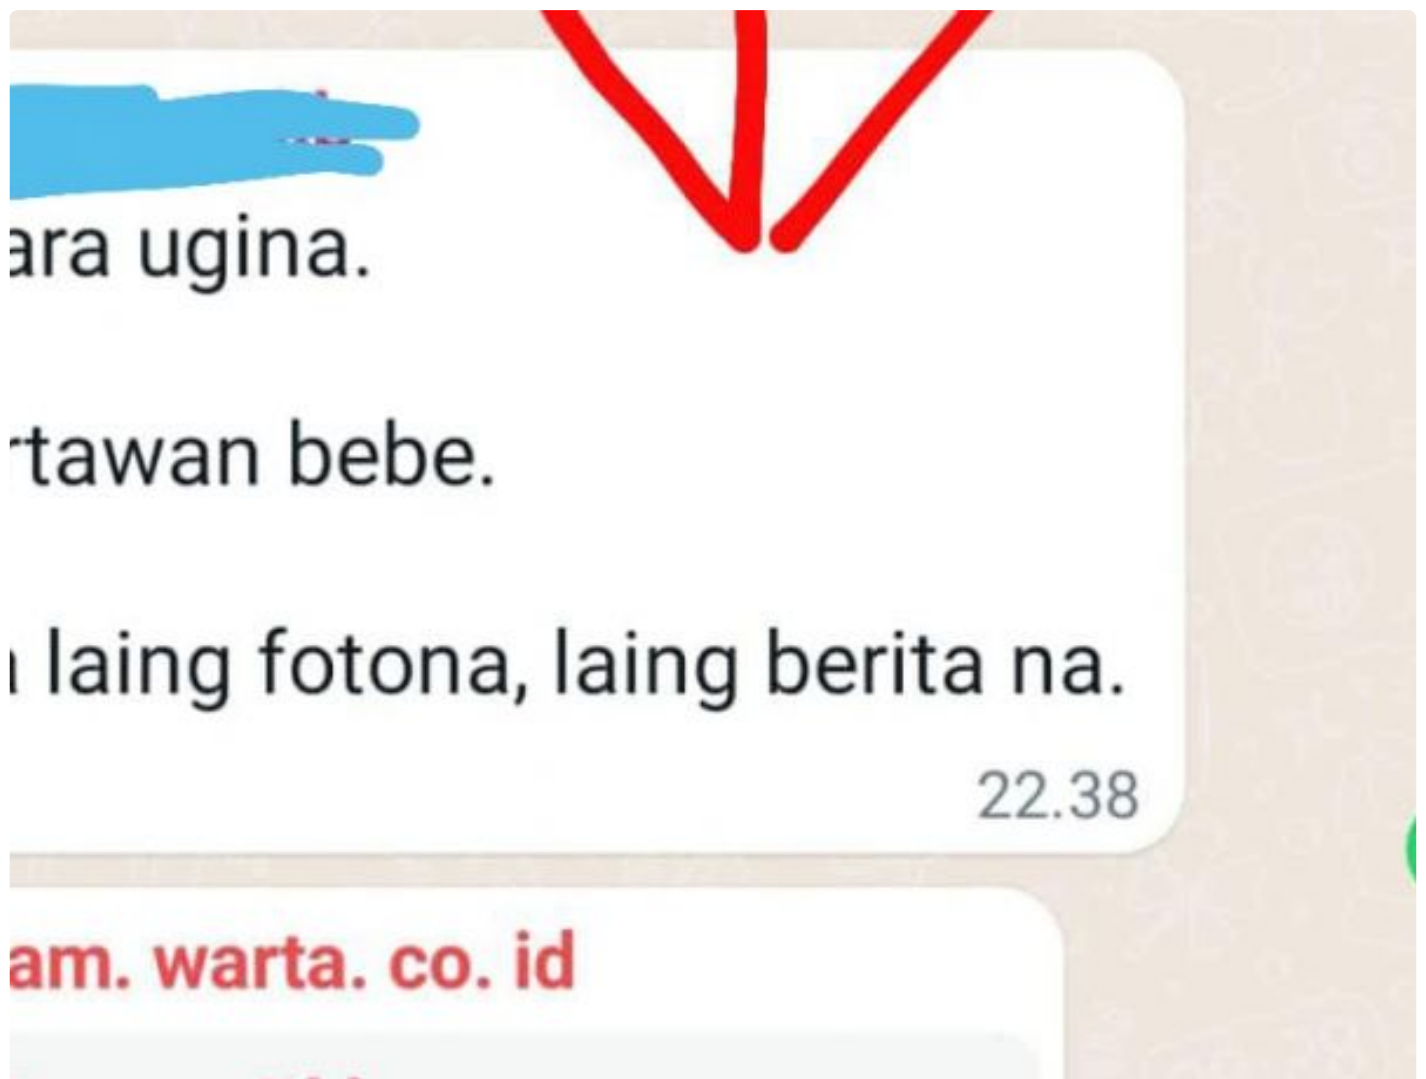 ara ugina.
rtawan bebe.
laing fotona, laing berita na.
22.38
am. warta. co. id